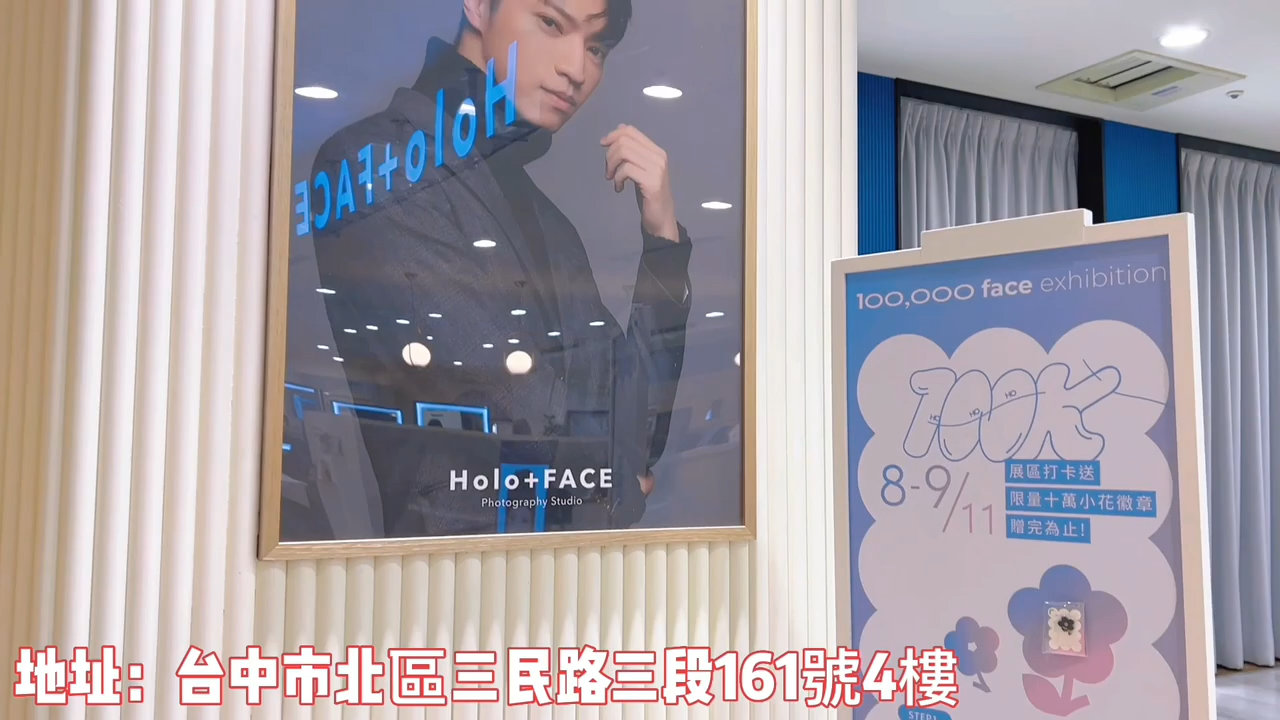 Holo+FACE
Holo+FACE
Photography Studio
100,000 face exhibition
100K
HO HO HO
8-9/11
展區打卡送
限量十萬小花徽章
贈完為止!
STEP1
地址：台中市北區三民路三段161號4樓